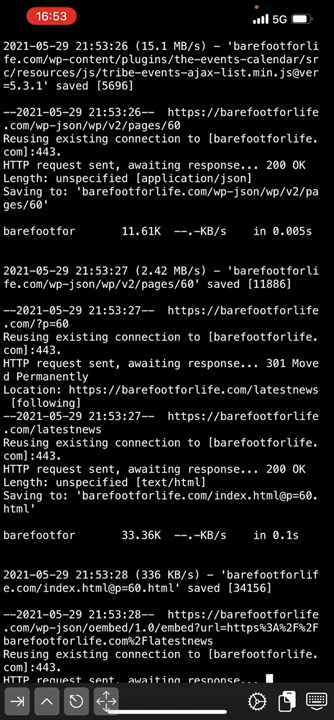 16:53
5G
2021-05-29 21:53:26 (15.1 MB/s) - 'barefootforli
fe.com/wp-content/plugins/the-events-calendar/sr
c/resources/js/tribe-events-ajax-list.min.js@ver
=5.3.1' saved [5696]
--2021-05-29 21:53:26--  https://barefootforlife
.com/wp-json/wp/v2/pages/60
Reusing existing connection to [barefootforlife.
com]:443.
HTTP request sent, awaiting response... 200 OK
Length: unspecified [application/json]
Saving to: 'barefootforlife.com/wp-json/wp/v2/pa
ges/60'
barefootfor       11.61K  --.-KB/s    in 0.005s
2021-05-29 21:53:27 (2.42 MB/s) - 'barefootforli
fe.com/wp-json/wp/v2/pages/60' saved [11886]
--2021-05-29 21:53:27--  https://barefootforlife
.com/?p=60
Reusing existing connection to [barefootforlife.
com]:443.
HTTP request sent, awaiting response... 301 Move
d Permanently
Location: https://barefootforlife.com/latestnews
 [following]
--2021-05-29 21:53:27--  https://barefootforlife
.com/latestnews
Reusing existing connection to [barefootforlife.
com]:443.
HTTP request sent, awaiting response... 200 OK
Length: unspecified [text/html]
Saving to: 'barefootforlife.com/index.html@p=60.
html'
barefootfor       33.36K  --.-KB/s    in 0.1s
2021-05-29 21:53:28 (336 KB/s) - 'barefootforlif
e.com/index.html@p=60.html' saved [34156]
--2021-05-29 21:53:28--  https://barefootforlife
.com/wp-json/oembed/1.0/embed?url=https%3A%2F%2F
barefootforlife.com%2Flatestnews
Reusing existing connection to [barefootforlife.
com]:443.
HTTP request sent, awaiting response...